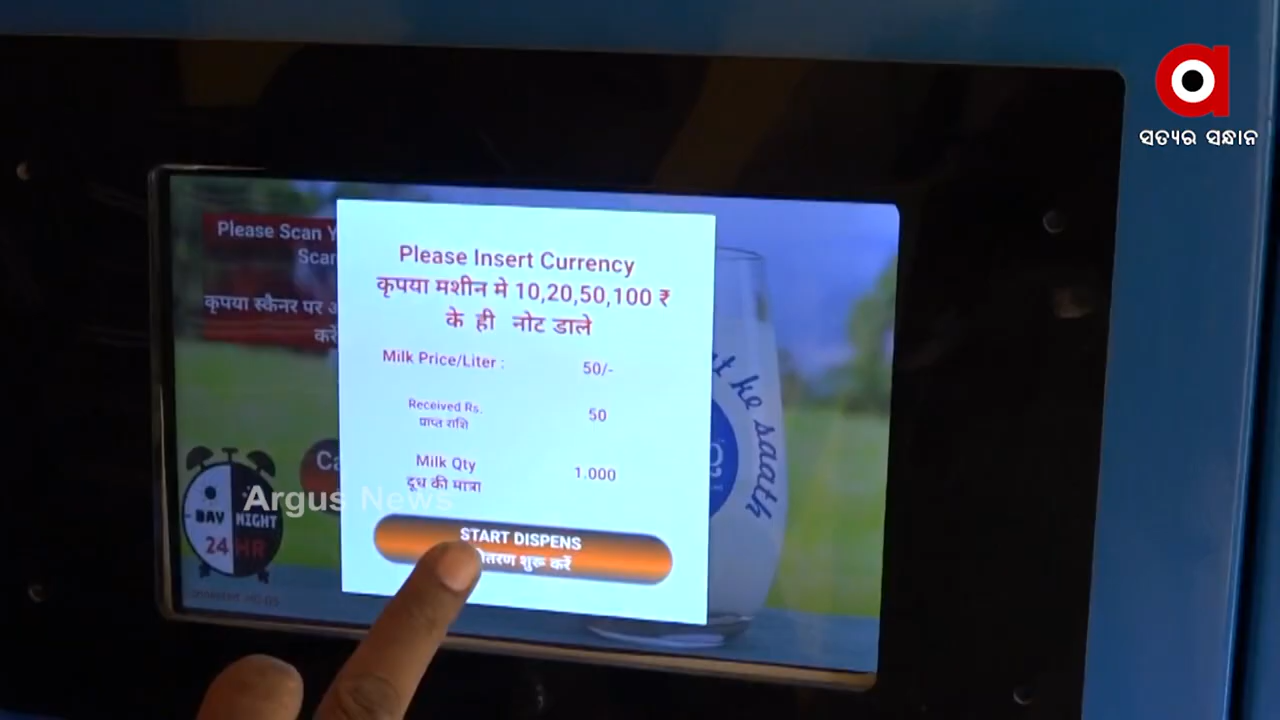 ସତ୍ୟର ସନ୍ଧାନ
Please Scan
Scan
कृपया स्कैनर पर
करें
Please Insert Currency
कृपया मशीन मे 10,20,50,100 ₹
के ही नोट डाले
Milk Price/Liter : 50/-
Received Rs. 50
प्राप्त राशि
Milk Qty 1.000
दूध की मात्रा
START DISPENS
शुरू करें
ke saath
DAY NIGHT
24 HR
Argus News